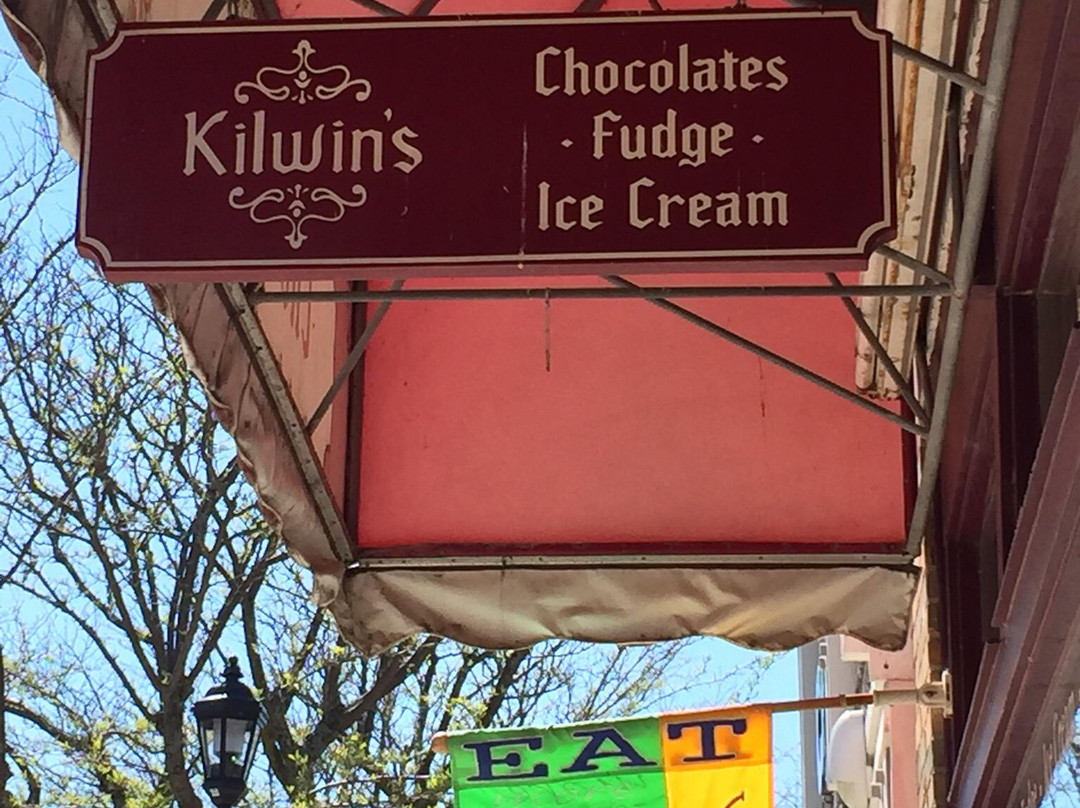 Kilwin's
Chocolates
· Fudge ·
Ice Cream
EAT